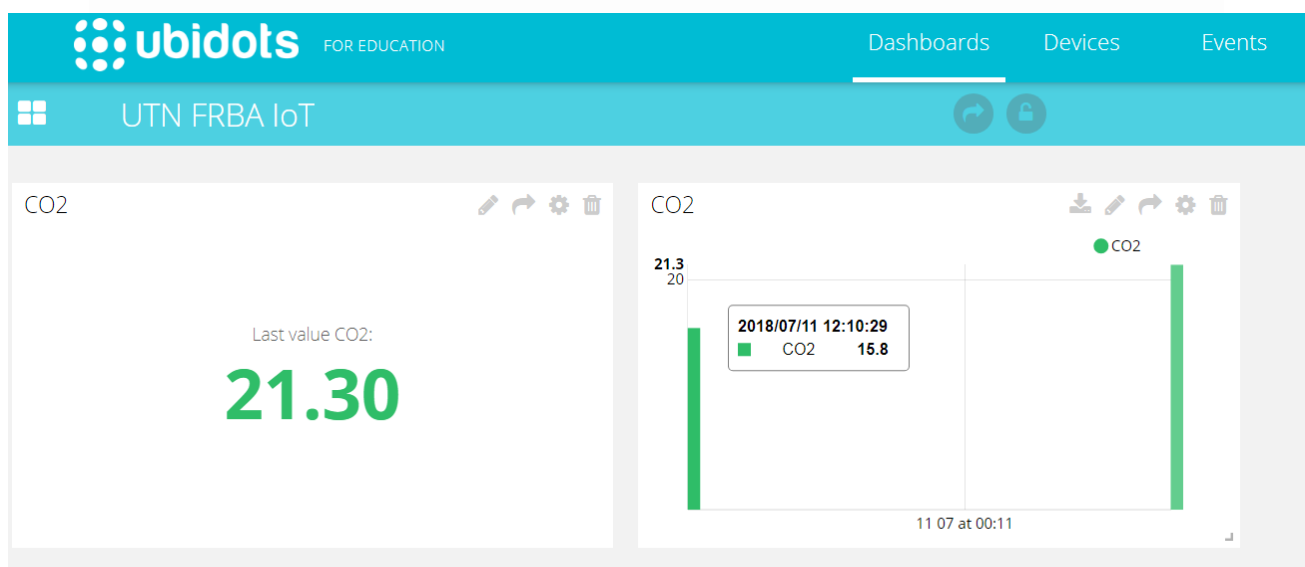 ubidots FOR EDUCATION Dashboards Devices Events
UTN FRBA IoT
CO2
Last value CO2:
21.30
CO2
CO2
21.3
20
2018/07/11 12:10:29
CO2 15.8
11 07 at 00:11